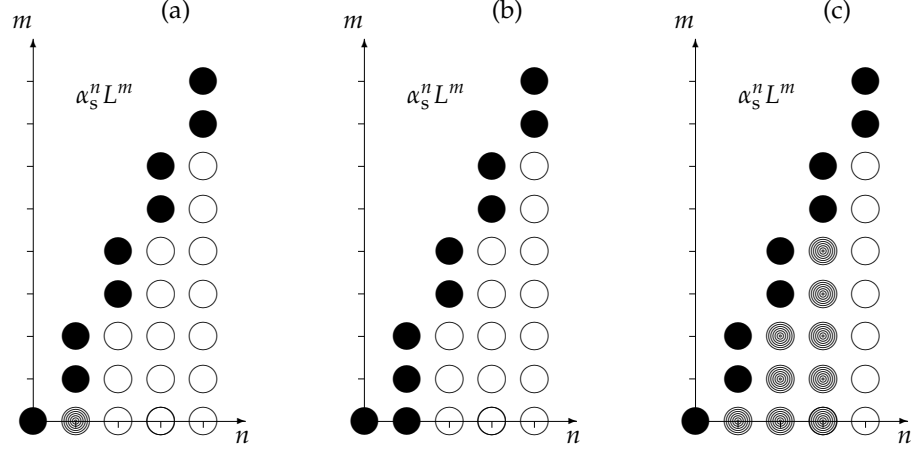 (a) (b) (c)
m m m
α_s^n L^m α_s^n L^m α_s^n L^m
n n n